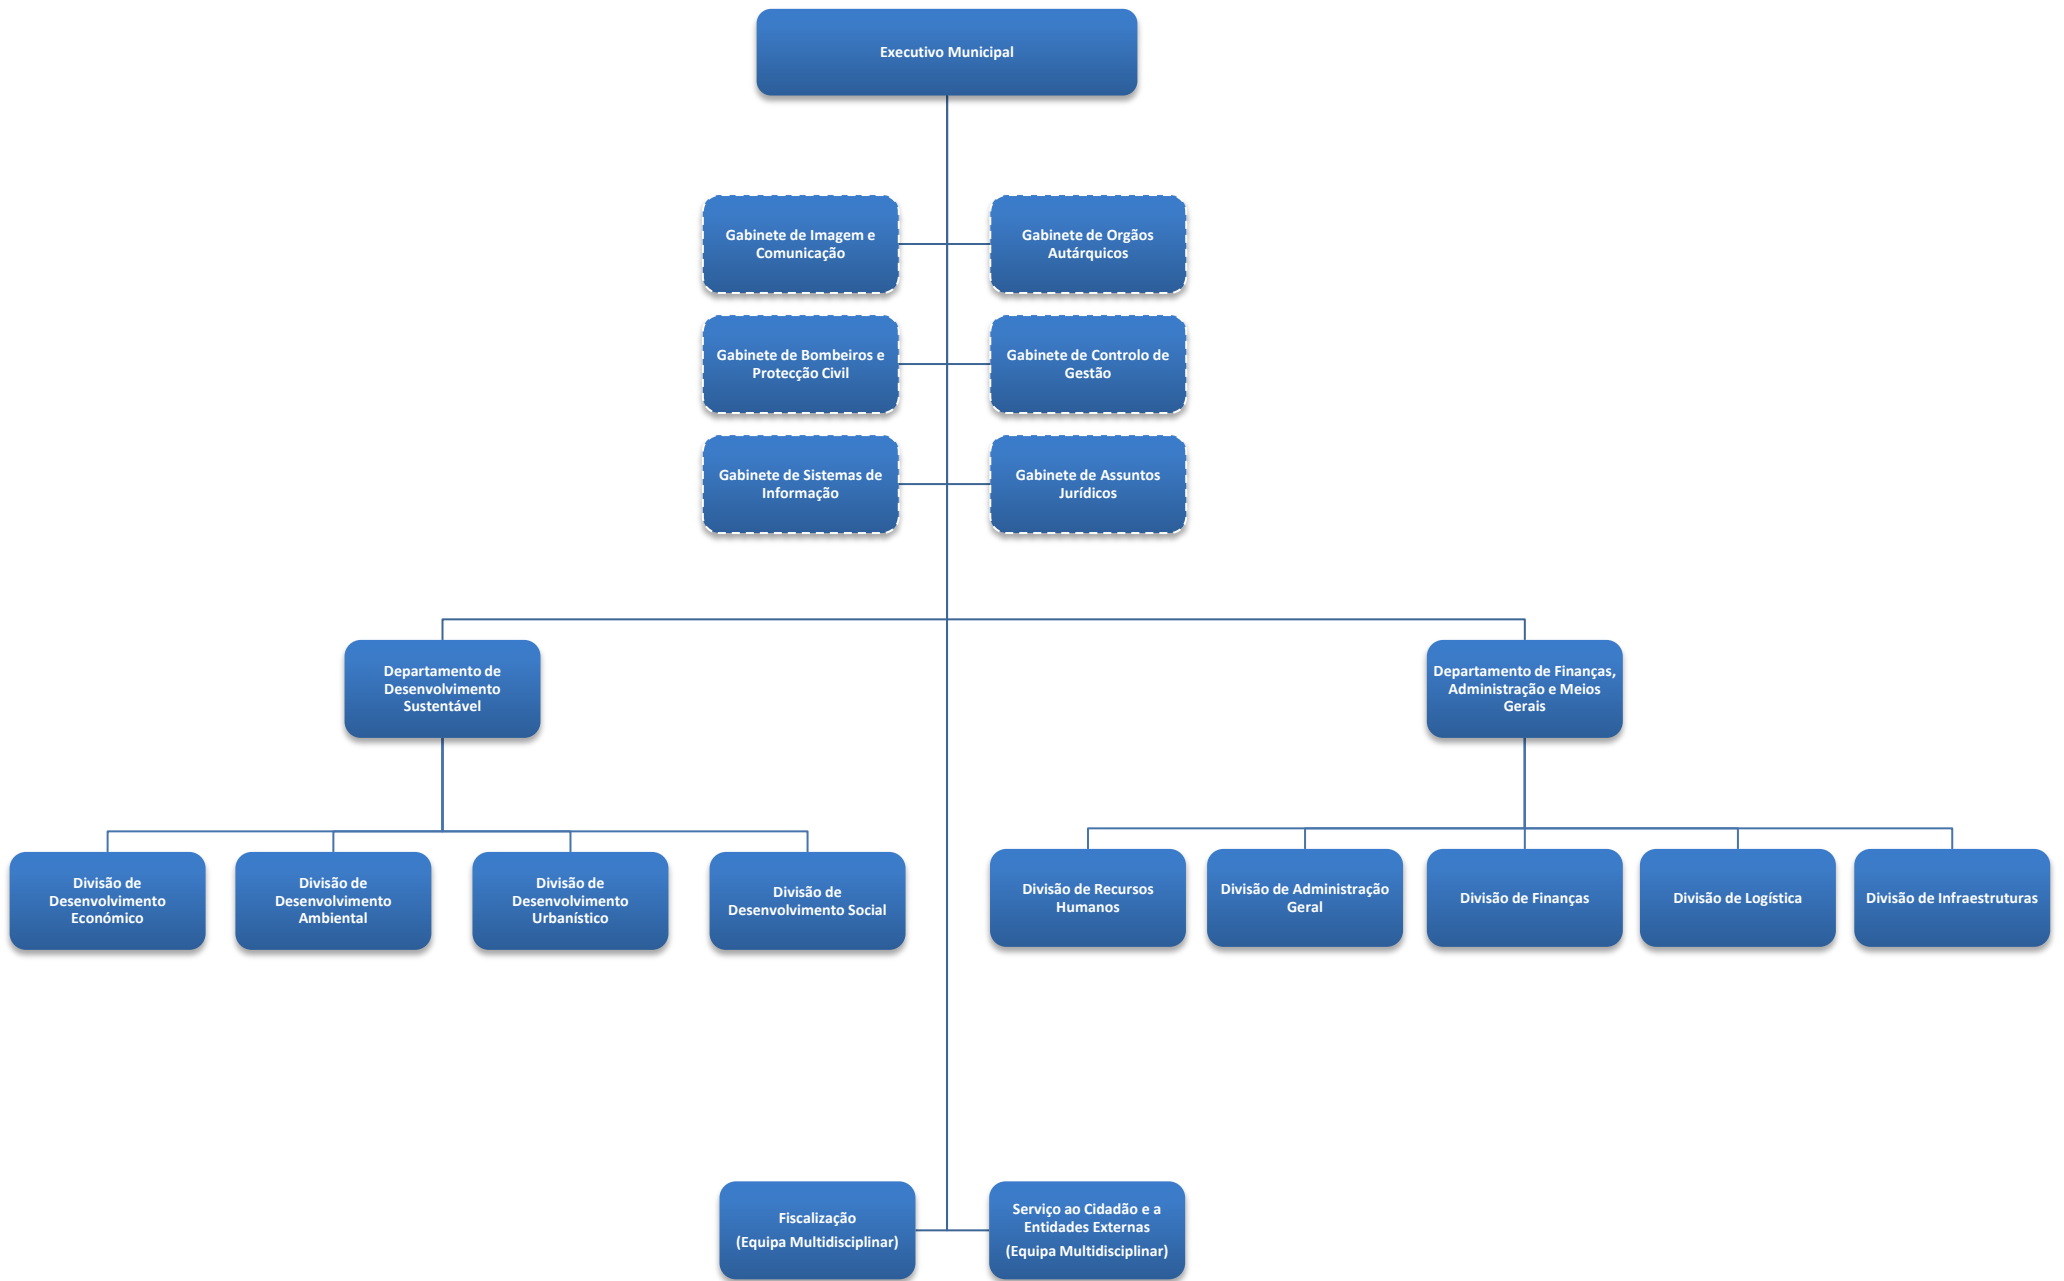 Executivo Municipal
Gabinete de Imagem e
Comunicação
Gabinete de Orgãos
Autárquicos
Gabinete de Bombeiros e
Protecção Civil
Gabinete de Controlo de
Gestão
Gabinete de Sistemas de
Informação
Gabinete de Assuntos
Jurídicos
Departamento de
Desenvolvimento
Sustentável
Departamento de Finanças,
Administração e Meios
Gerais
Divisão de
Desenvolvimento
Económico
Divisão de
Desenvolvimento
Ambiental
Divisão de
Desenvolvimento
Urbanístico
Divisão de
Desenvolvimento Social
Divisão de Recursos
Humanos
Divisão de Administração
Geral
Divisão de Finanças
Divisão de Logística
Divisão de Infraestruturas
Fiscalização
(Equipa Multidisciplinar)
Serviço ao Cidadão e a
Entidades Externas
(Equipa Multidisciplinar)